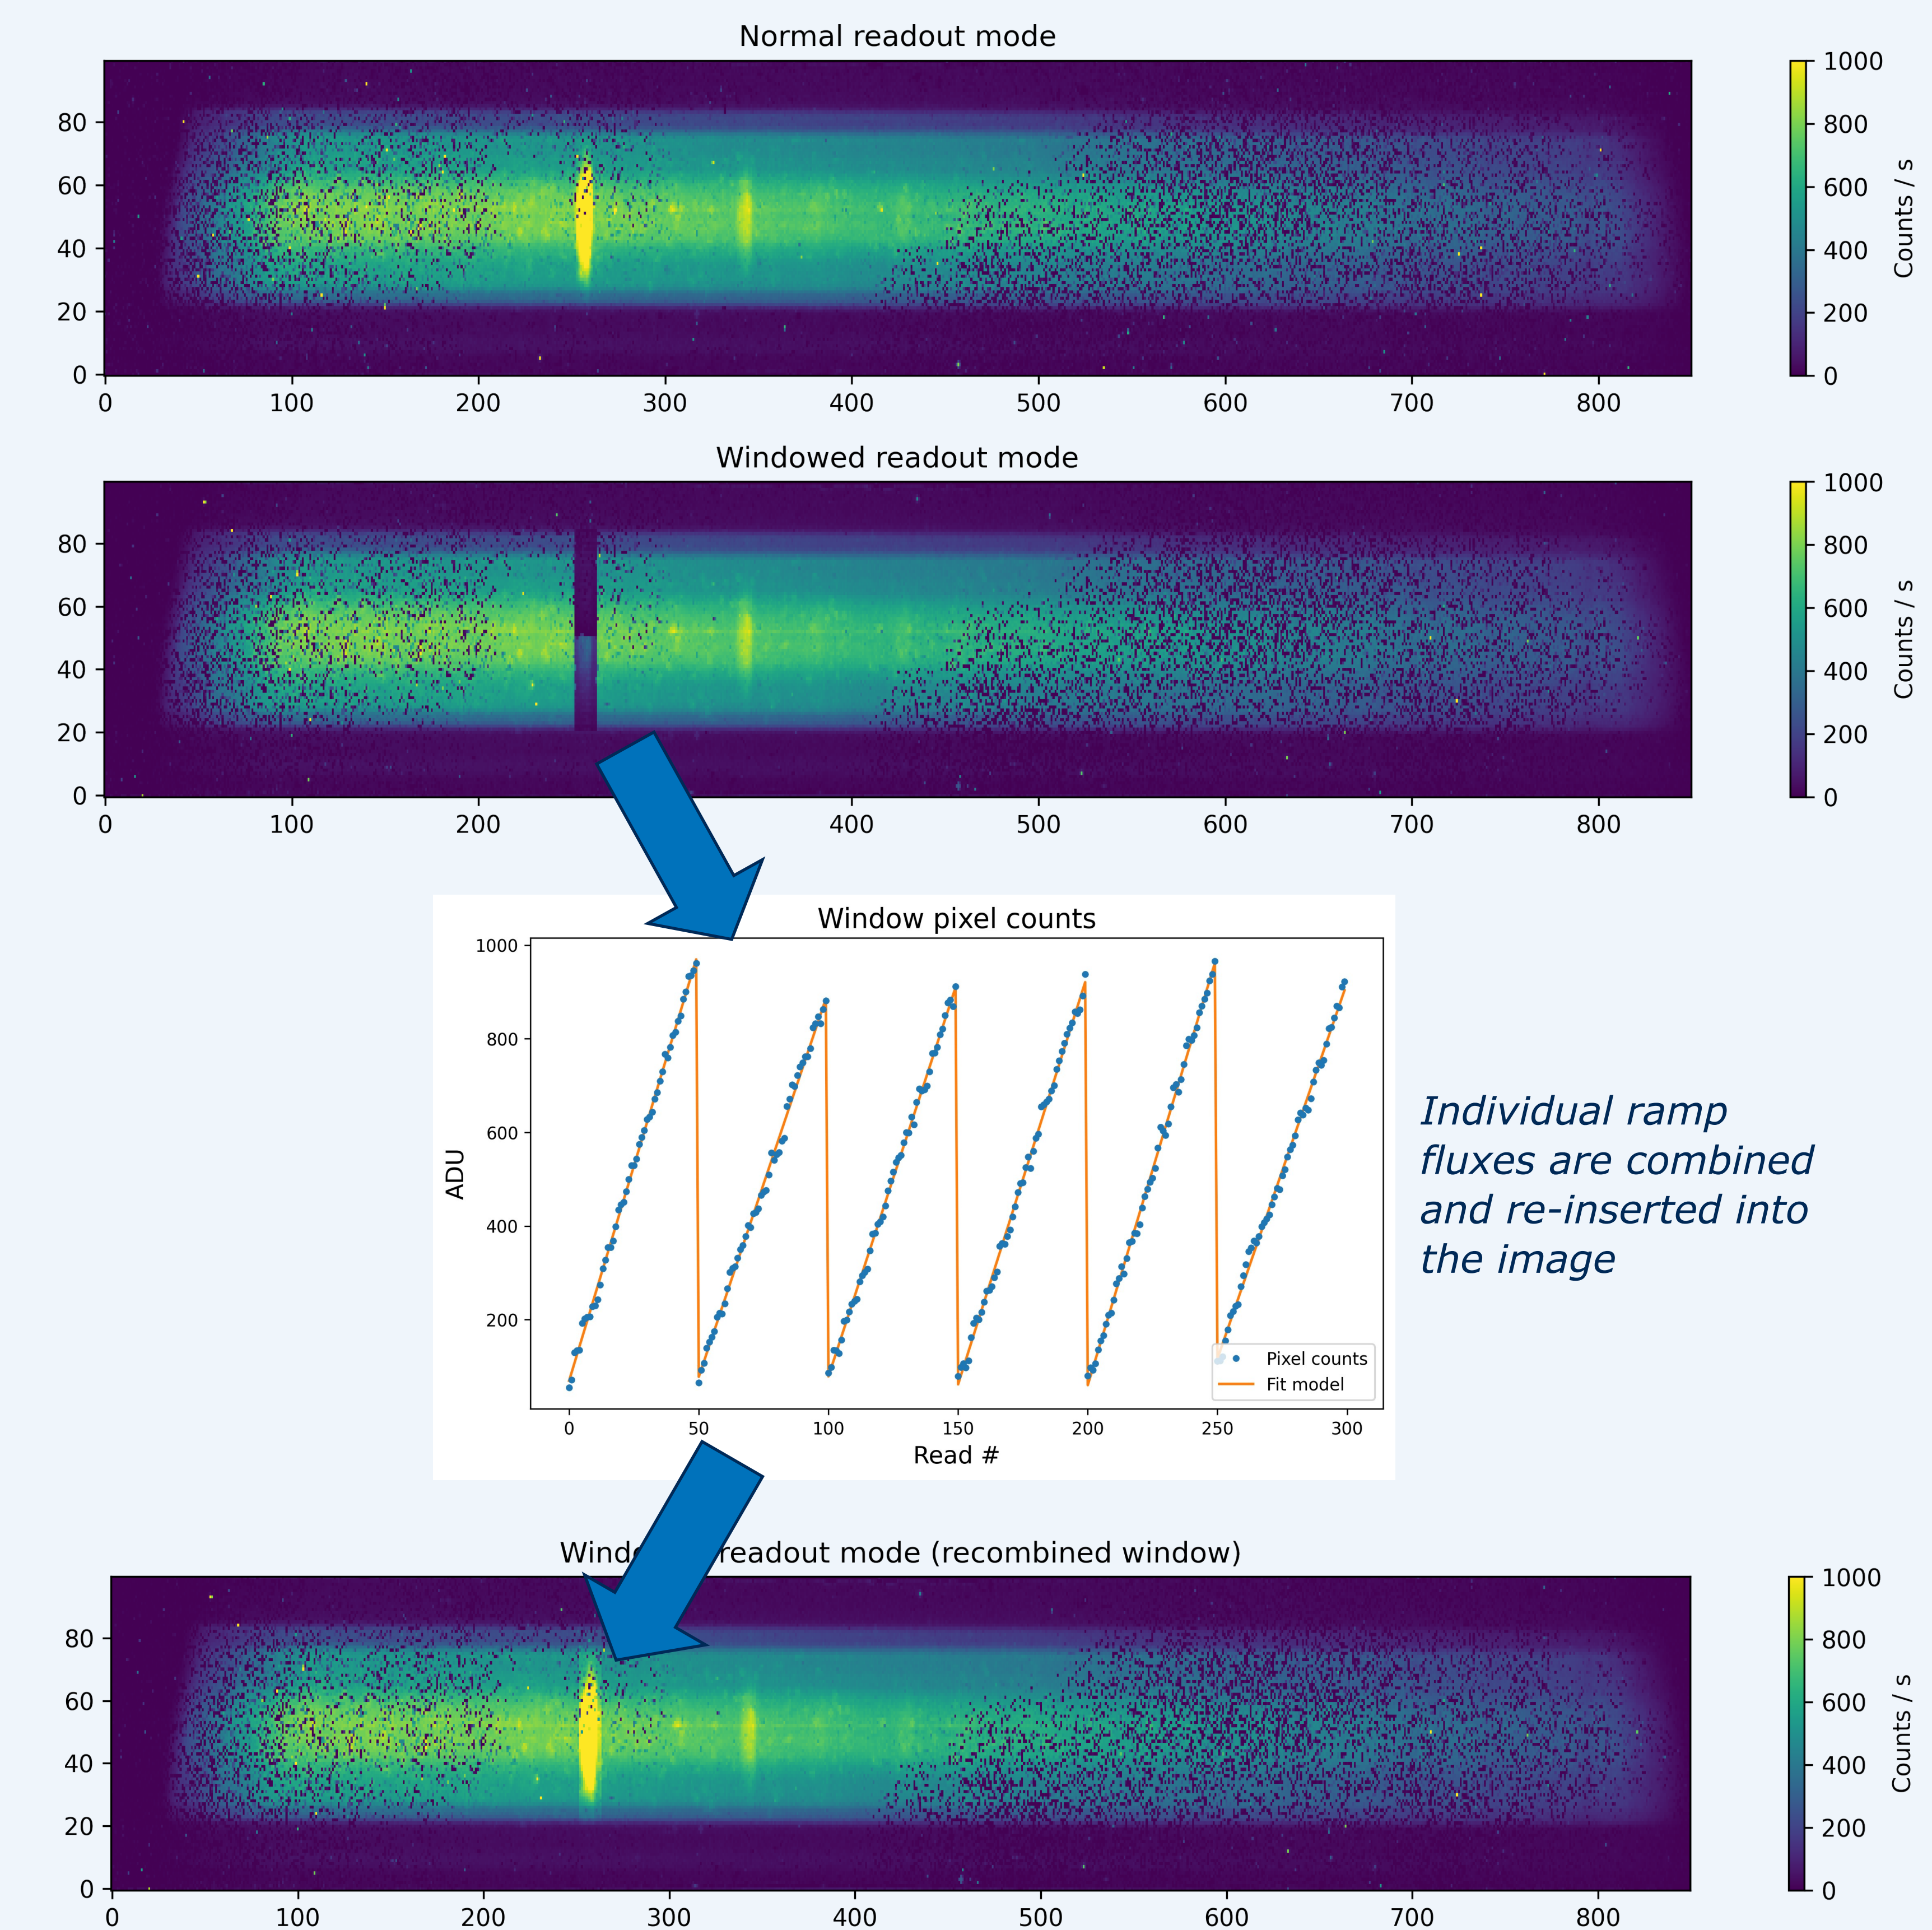 Normal readout mode
80
60
40
20
0
0 100 200 300 400 500 600 700 800
1000
800
600
400
200
0
Counts / s
Windowed readout mode
80
60
40
20
0
0 100 200 400 500 600 700 800
1000
800
600
400
200
0
Counts / s
Window pixel counts
1000
800
600
400
200
ADU
0 50 100 150 200 250 300
Read #
Pixel counts
Fit model
Individual ramp
fluxes are combined
and re-inserted into
the image
readout mode (recombined window)
80
60
40
20
0
0 100 200 300 400 500 600 700 800
1000
800
600
400
200
0
Counts / s